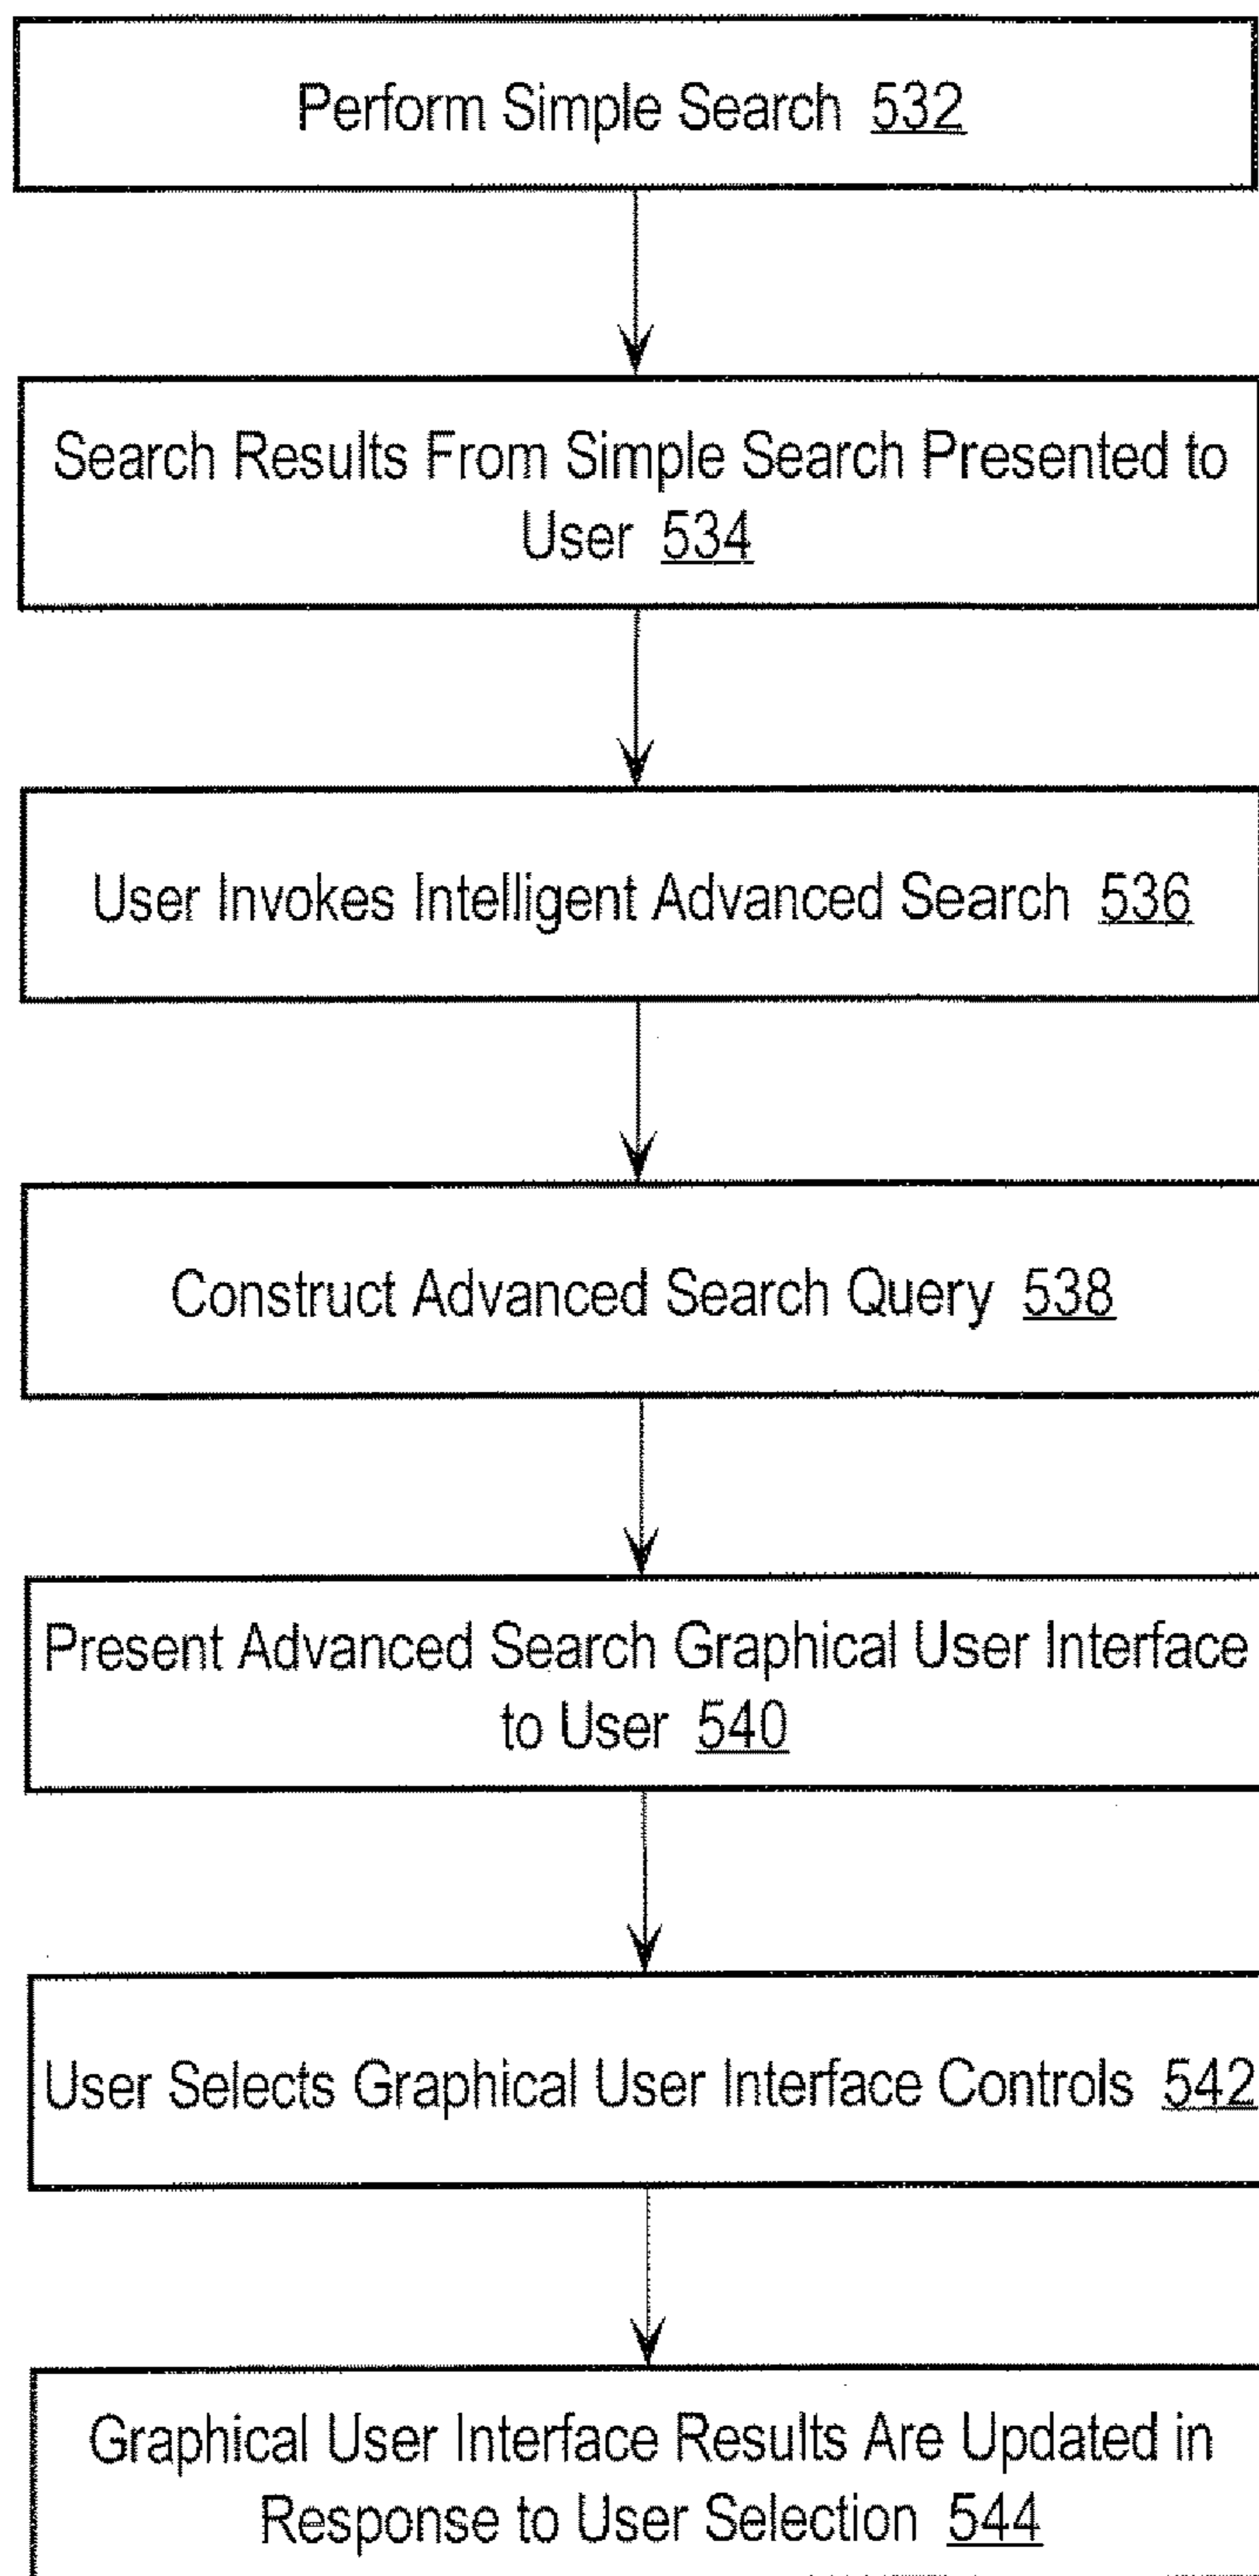 Perform Simple Search 532
Search Results From Simple Search Presented to
User 534
User Invokes Intelligent Advanced Search 536
Construct Advanced Search Query 538
Present Advanced Search Graphical User Interface
to User 540
User Selects Graphical User Interface Controls 542
Graphical User Interface Results Are Updated in
Response to User Selection 544